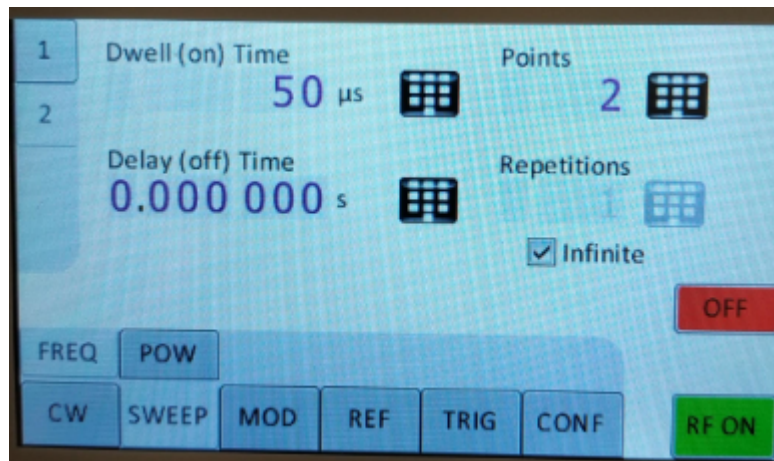 1
2
Dwell (on) Time
50 µs
Points
2
Delay (off) Time
0.000 000 s
Repetitions
1
Infinite
OFF
FREQ POW
CW SWEEP MOD REF TRIG CONF RF ON